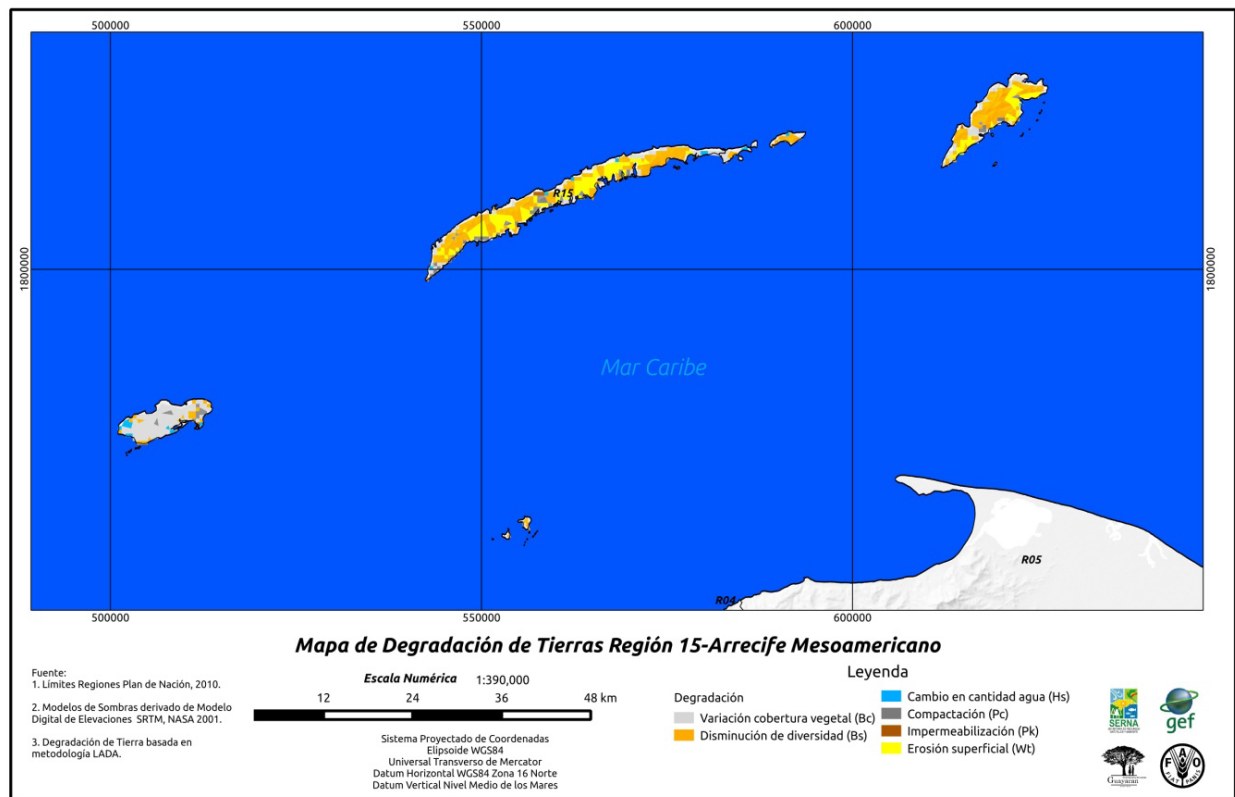 500000
550000
600000
1800000
1800000
R15
Mar Caribe
R05
R04
500000
550000
600000
Mapa de Degradación de Tierras Región 15-Arrecife Mesoamericano
Fuente:
1. Límites Regiones Plan de Nación, 2010.
2. Modelos de Sombras derivado de Modelo
Digital de Elevaciones SRTM, NASA 2001.
3. Degradación de Tierra basada en
metodología LADA.
Escala Numérica 1:390,000
12 24 36 48 km
Sistema Proyectado de Coordenadas
Elipsoide WGS84
Universal Transverso de Mercator
Datum Horizontal WGS84 Zona 16 Norte
Datum Vertical Nivel Medio de los Mares
Leyenda
Degradación
Variación cobertura vegetal (Bc)
Disminución de diversidad (Bs)
Cambio en cantidad agua (Hs)
Compactación (Pc)
Impermeabilización (Pk)
Erosión superficial (Wt)
SERNA
gef
Guayacán
F A O
FIAT PANIS